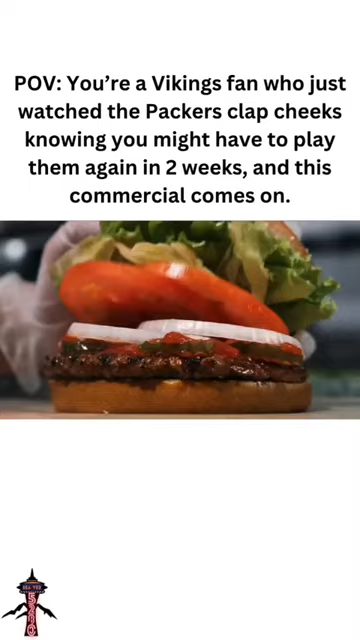 POV: You’re a Vikings fan who just
watched the Packers clap cheeks
knowing you might have to play
them again in 2 weeks, and this
commercial comes on.